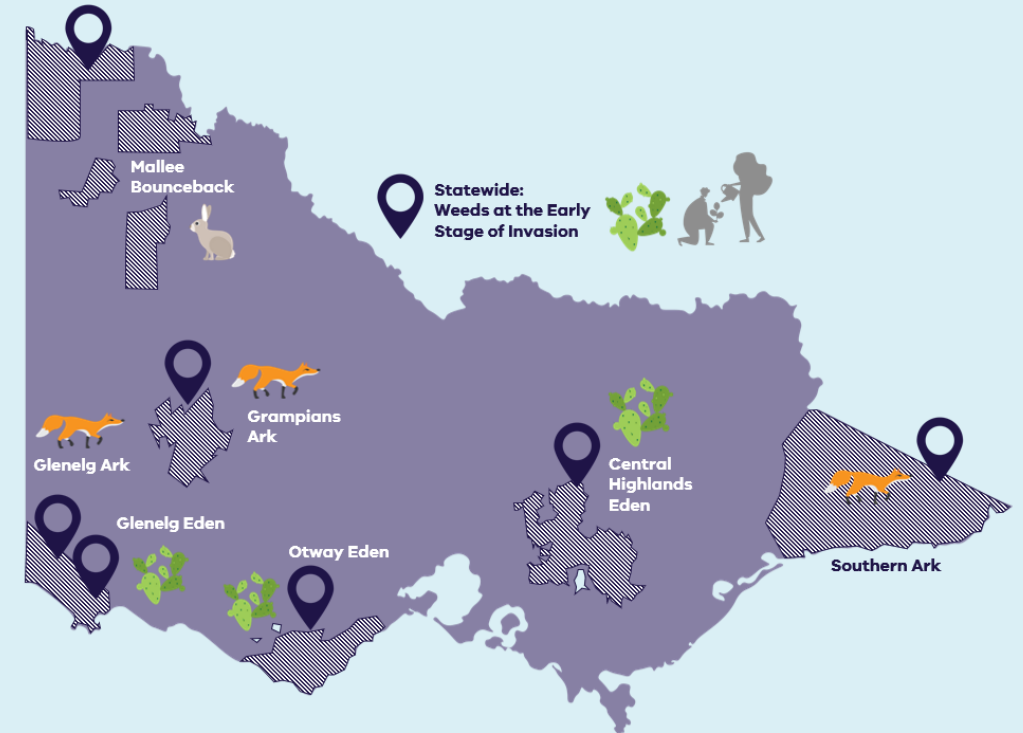 Mallee
Bounceback
Statewide:
Weeds at the Early
Stage of Invasion
Grampians
Ark
Glenelg Ark
Central
Highlands
Eden
Glenelg Eden
Otway Eden
Southern Ark